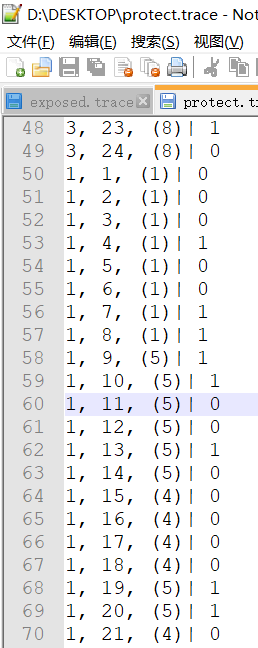 D:\DESKTOP\protect.trace - Not
文件(F) 编辑(E) 搜索(S) 视图(V)
exposed.trace protect.t
48 3, 23, (8)| 1
49 3, 24, (8)| 0
50 1, 1, (1)| 0
51 1, 2, (1)| 0
52 1, 3, (1)| 0
53 1, 4, (1)| 1
54 1, 5, (1)| 0
55 1, 6, (1)| 0
56 1, 7, (1)| 1
57 1, 8, (1)| 1
58 1, 9, (5)| 1
59 1, 10, (5)| 1
60 1, 11, (5)| 0
61 1, 12, (5)| 0
62 1, 13, (5)| 1
63 1, 14, (5)| 0
64 1, 15, (4)| 0
65 1, 16, (4)| 0
66 1, 17, (4)| 0
67 1, 18, (4)| 0
68 1, 19, (5)| 1
69 1, 20, (5)| 1
70 1, 21, (4)| 0